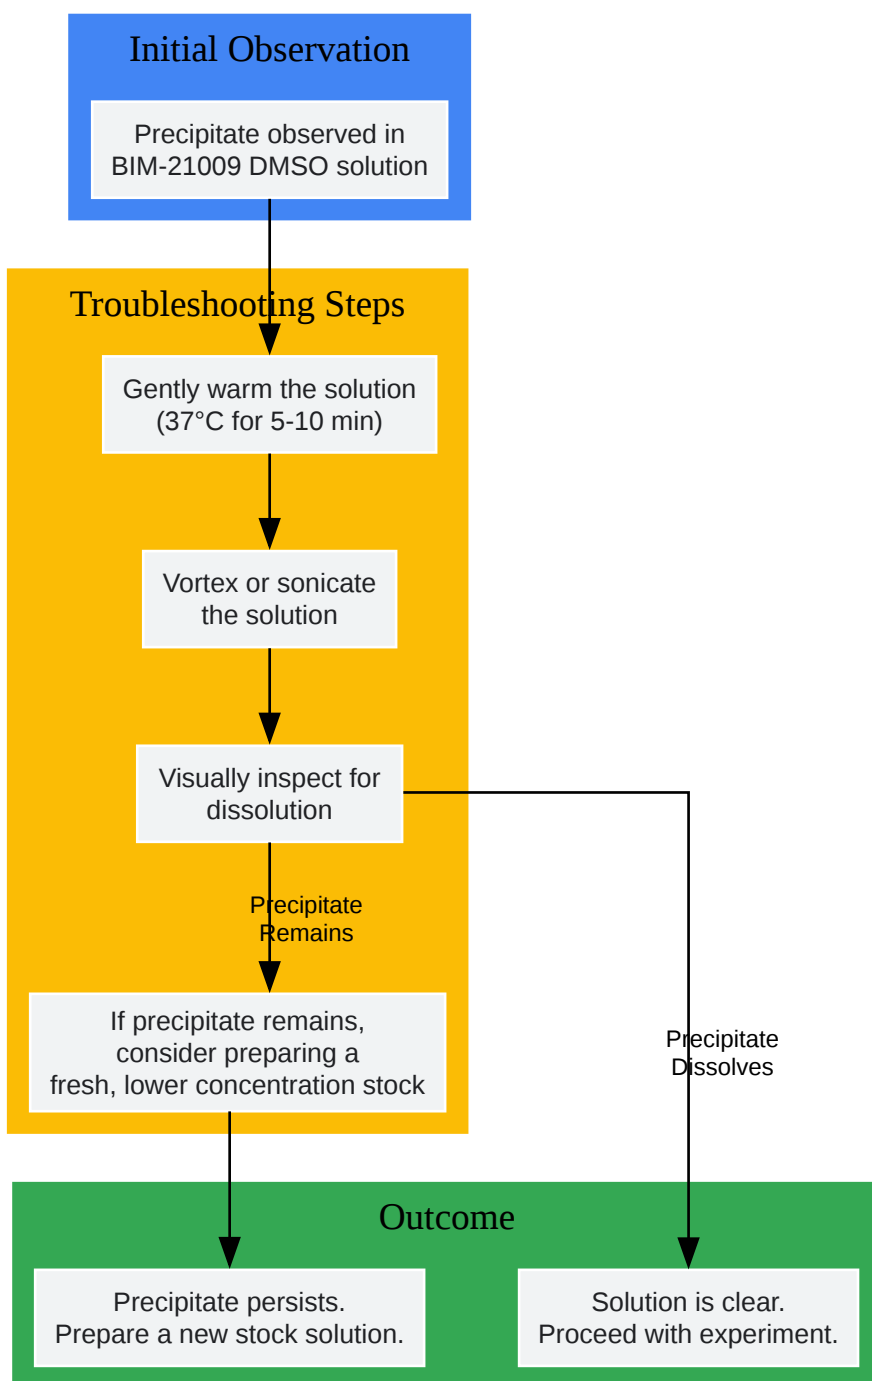 Initial Observation
Precipitate observed in
BIM-21009 DMSO solution
Troubleshooting Steps
Gently warm the solution
(37°C for 5-10 min)
Vortex or sonicate
the solution
Visually inspect for
dissolution
Precipitate
Remains
If precipitate remains,
consider preparing a
fresh, lower concentration stock
Precipitate
Dissolves
Outcome
Precipitate persists.
Prepare a new stock solution.
Solution is clear.
Proceed with experiment.